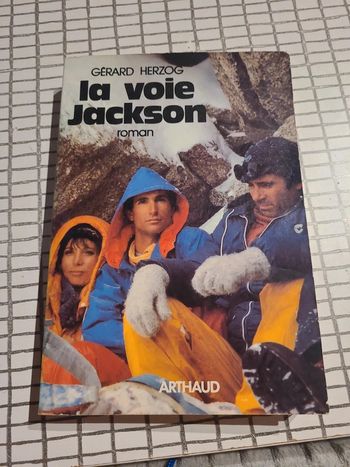 GÉRARD HERZOG
la voie
Jackson
roman
ARTHAUD